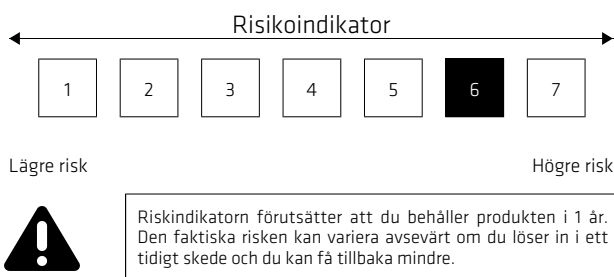 Risikoindikator
1 2 3 4 5 6 7
Lägre risk Högre risk
Riskindikatorn förutsätter att du behåller produkten i 1 år.
Den faktiska risken kan variera avsevärt om du löser in i ett
tidigt skede och du kan få tillbaka mindre.